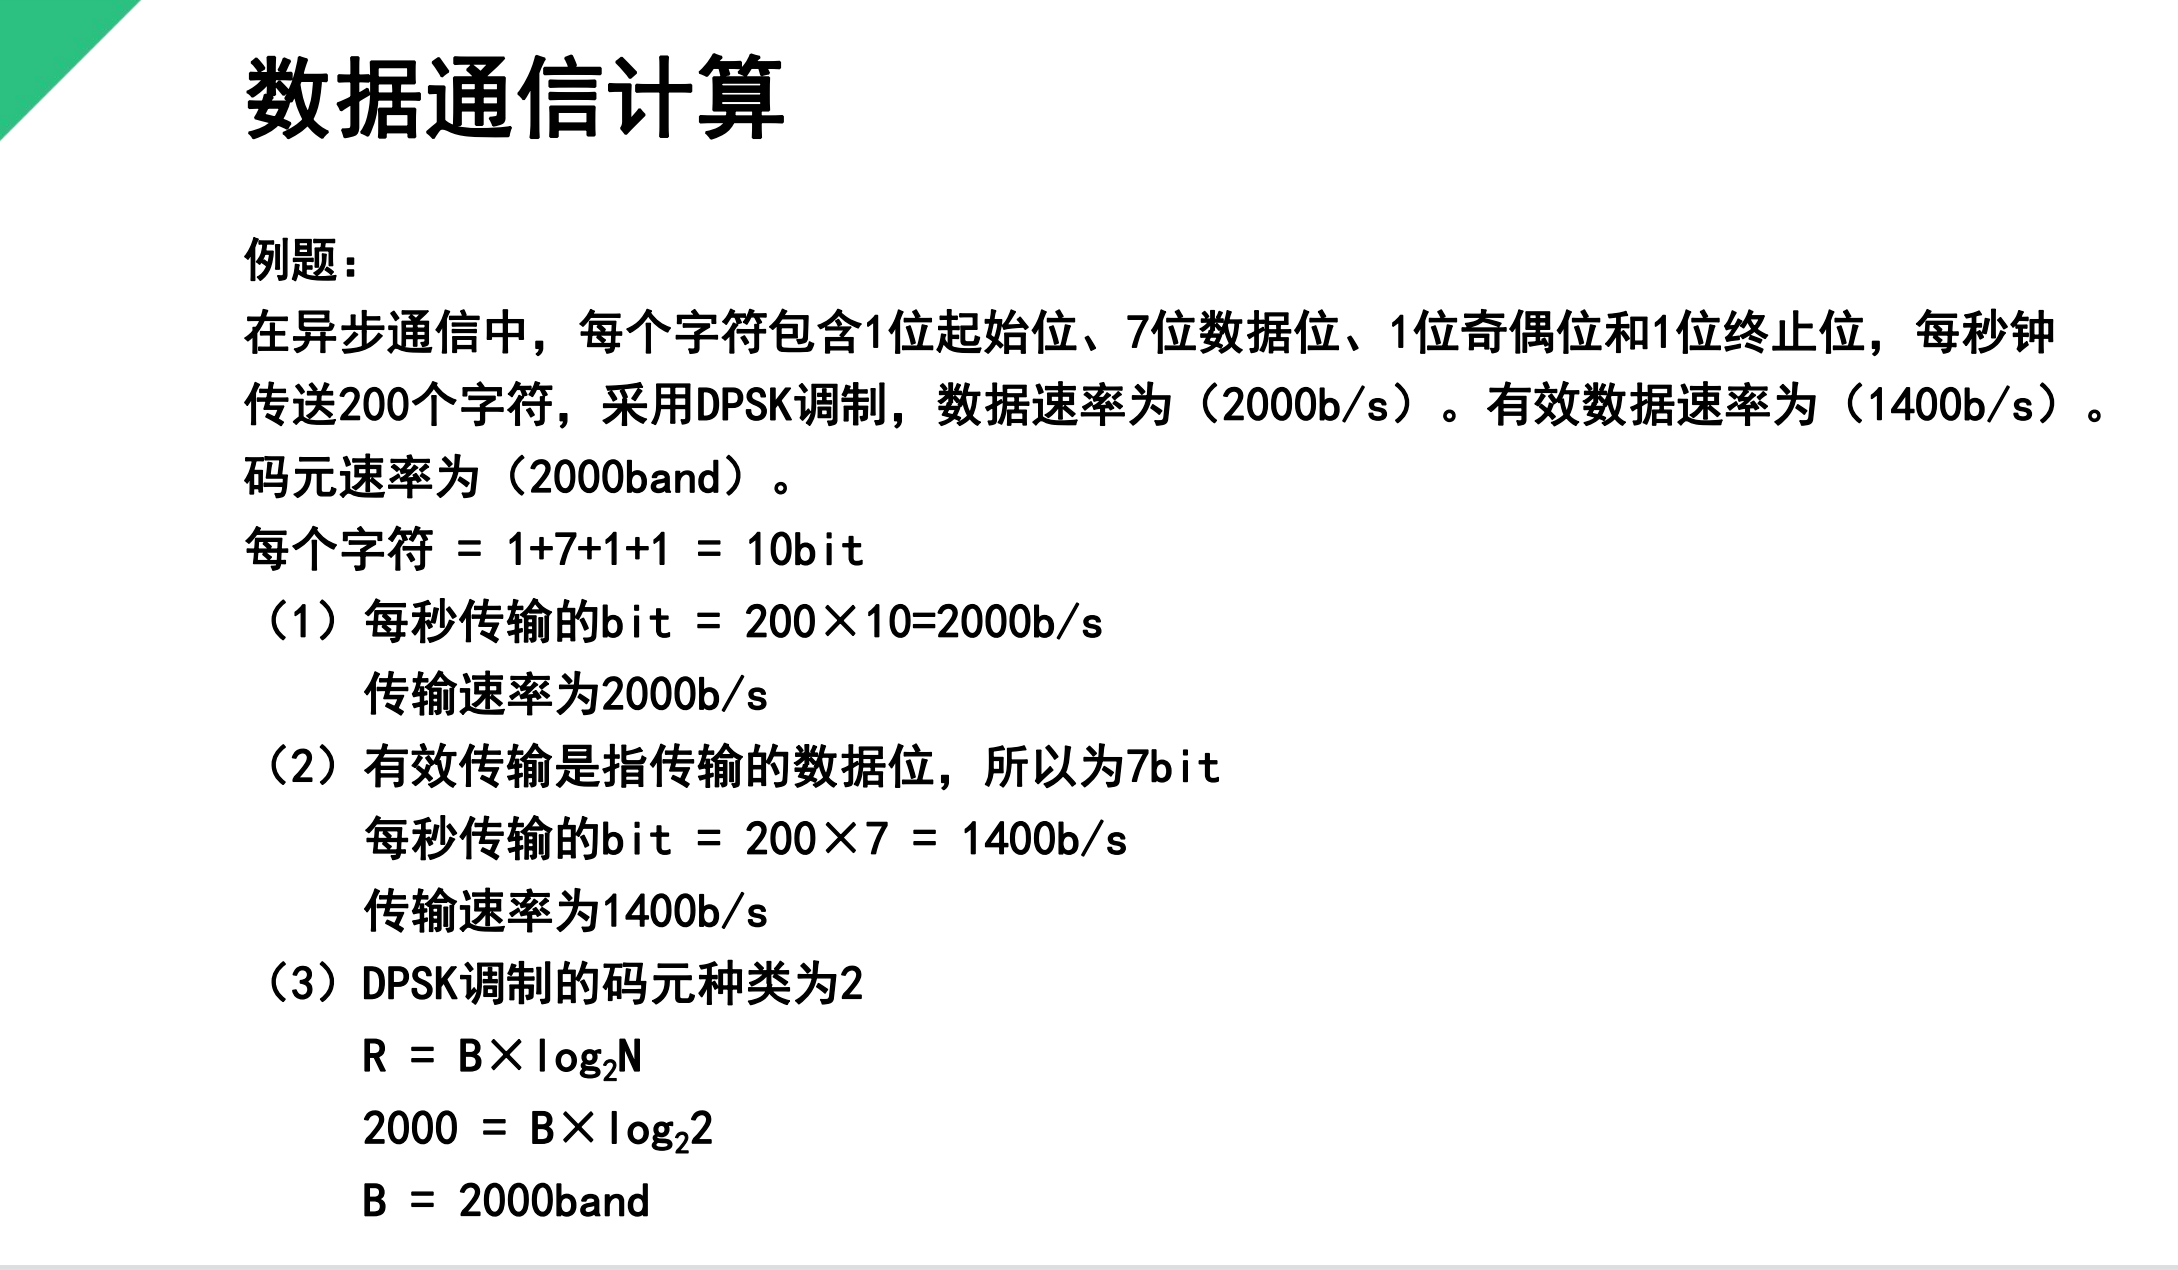 数据通信计算
例题：
在异步通信中，每个字符包含1位起始位、7位数据位、1位奇偶位和1位终止位，每秒钟
传送200个字符，采用DPSK调制，数据速率为（2000b/s）。有效数据速率为（1400b/s）。
码元速率为（2000band）。
每个字符 = 1+7+1+1 = 10bit
（1）每秒传输的bit = 200×10=2000b/s
传输速率为2000b/s
（2）有效传输是指传输的数据位，所以为7bit
每秒传输的bit = 200×7 = 1400b/s
传输速率为1400b/s
（3）DPSK调制的码元种类为2
R = B×log₂N
2000 = B×log₂2
B = 2000band